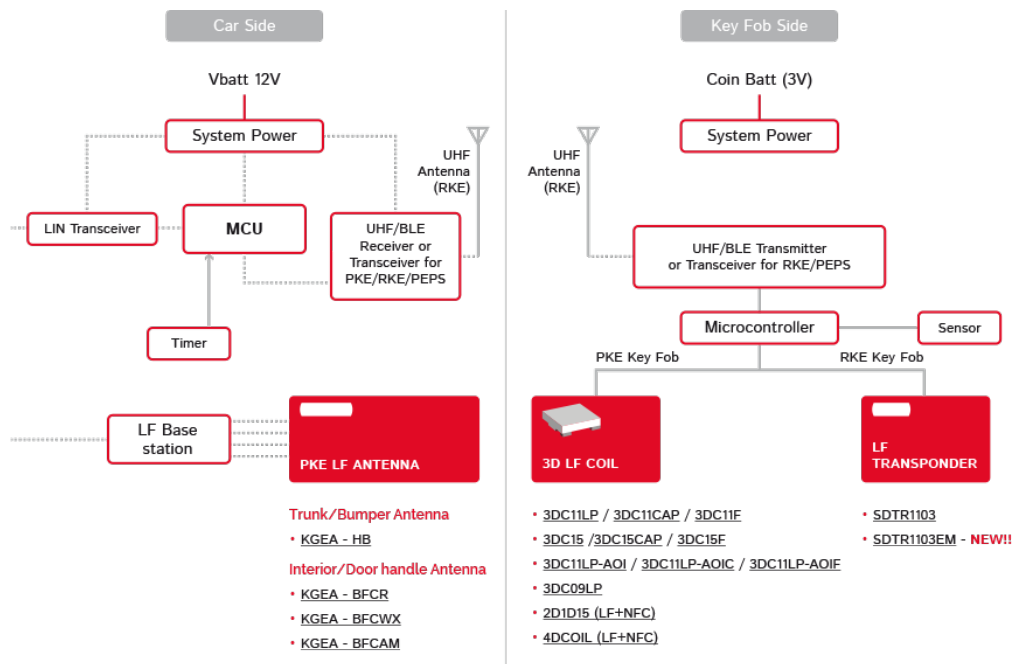 Car Side
Vbatt 12V
System Power
UHF
Antenna
(RKE)
LIN Transceiver
MCU
UHF/BLE
Receiver or
Transceiver for
PKE/RKE/PEPS
Timer
LF Base
station
PKE LF ANTENNA
Trunk/Bumper Antenna
• KGEA - HB
Interior/Door handle Antenna
• KGEA - BFCR
• KGEA - BFCWX
• KGEA - BFCAM
Key Fob Side
Coin Batt (3V)
System Power
UHF
Antenna
(RKE)
UHF/BLE Transmitter
or Transceiver for RKE/PEPS
Microcontroller
Sensor
PKE Key Fob
RKE Key Fob
3D LF COIL
LF
TRANSPONDER
• 3DC11LP / 3DC11CAP / 3DC11F
• 3DC15 /3DC15CAP / 3DC15F
• 3DC11LP-AOI / 3DC11LP-AOIC / 3DC11LP-AOIF
• 3DC09LP
• 2D1D15 (LF+NFC)
• 4DCOIL (LF+NFC)
• SDTR1103
• SDTR1103EM - NEW!!